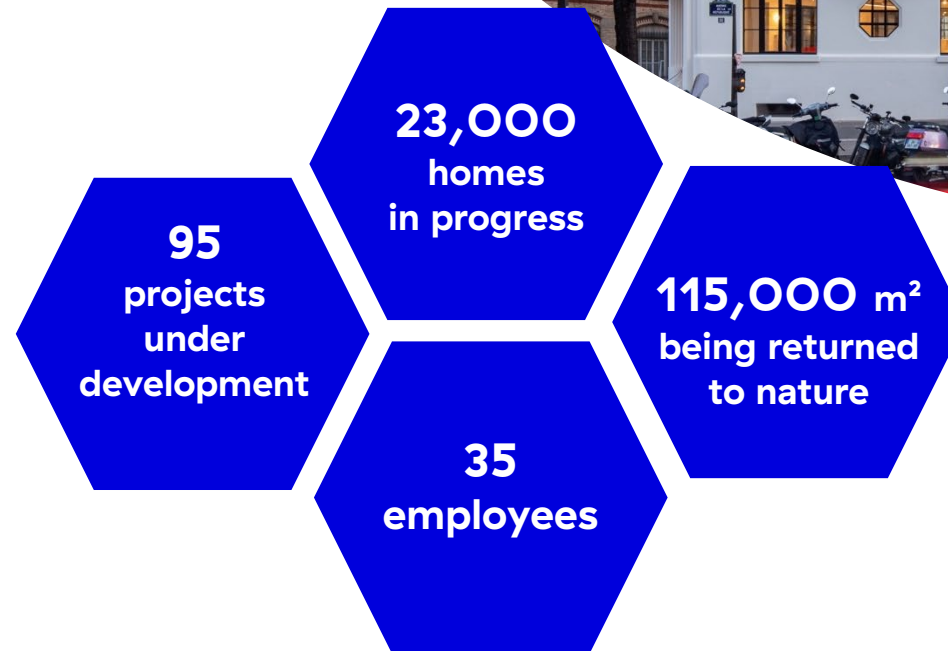 23,000
homes
in progress
95
projects
under
development
115,000 m²
being returned
to nature
35
employees